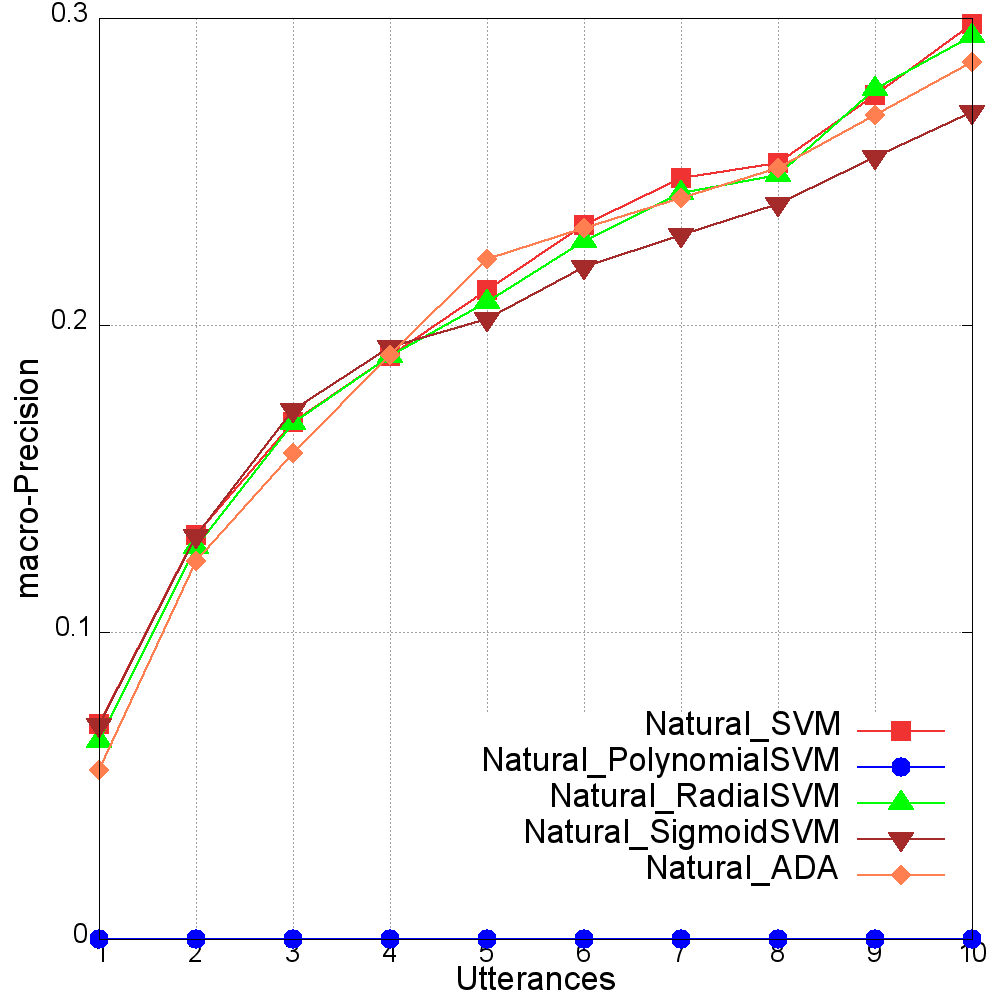 0.3
0.2
0.1
0
macro-Precision
Natural_SVM
Natural_PolynomialSVM
Natural_RadialSVM
Natural_SigmoidSVM
Natural_ADA
1 2 3 4 5 6 7 8 9 10
Utterances